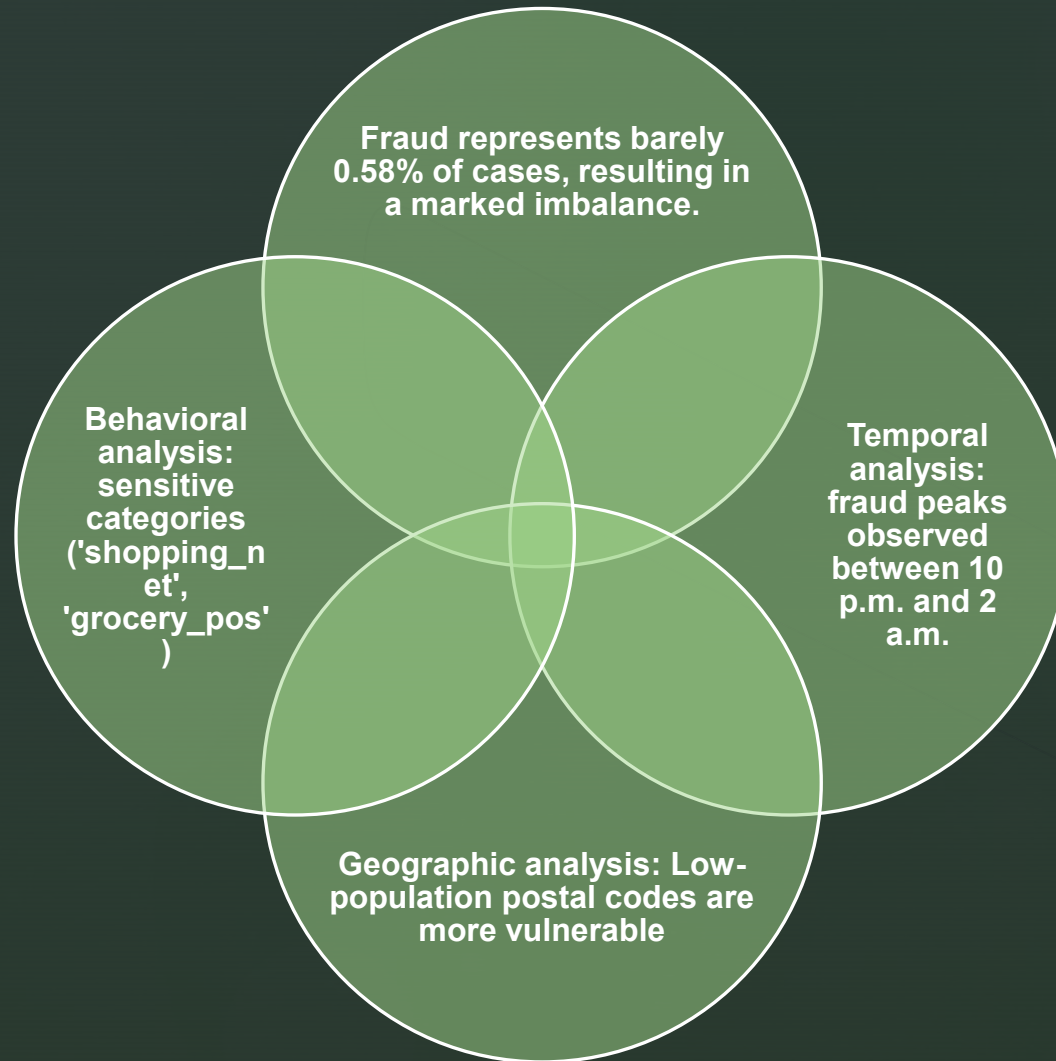 Fraud represents barely
0.58% of cases, resulting in
a marked imbalance.
Behavioral
analysis:
sensitive
categories
('shopping_n
et',
'grocery_pos'
)
Temporal
analysis:
fraud peaks
observed
between 10
p.m. and 2
a.m.
Geographic analysis: Low-
population postal codes are
more vulnerable